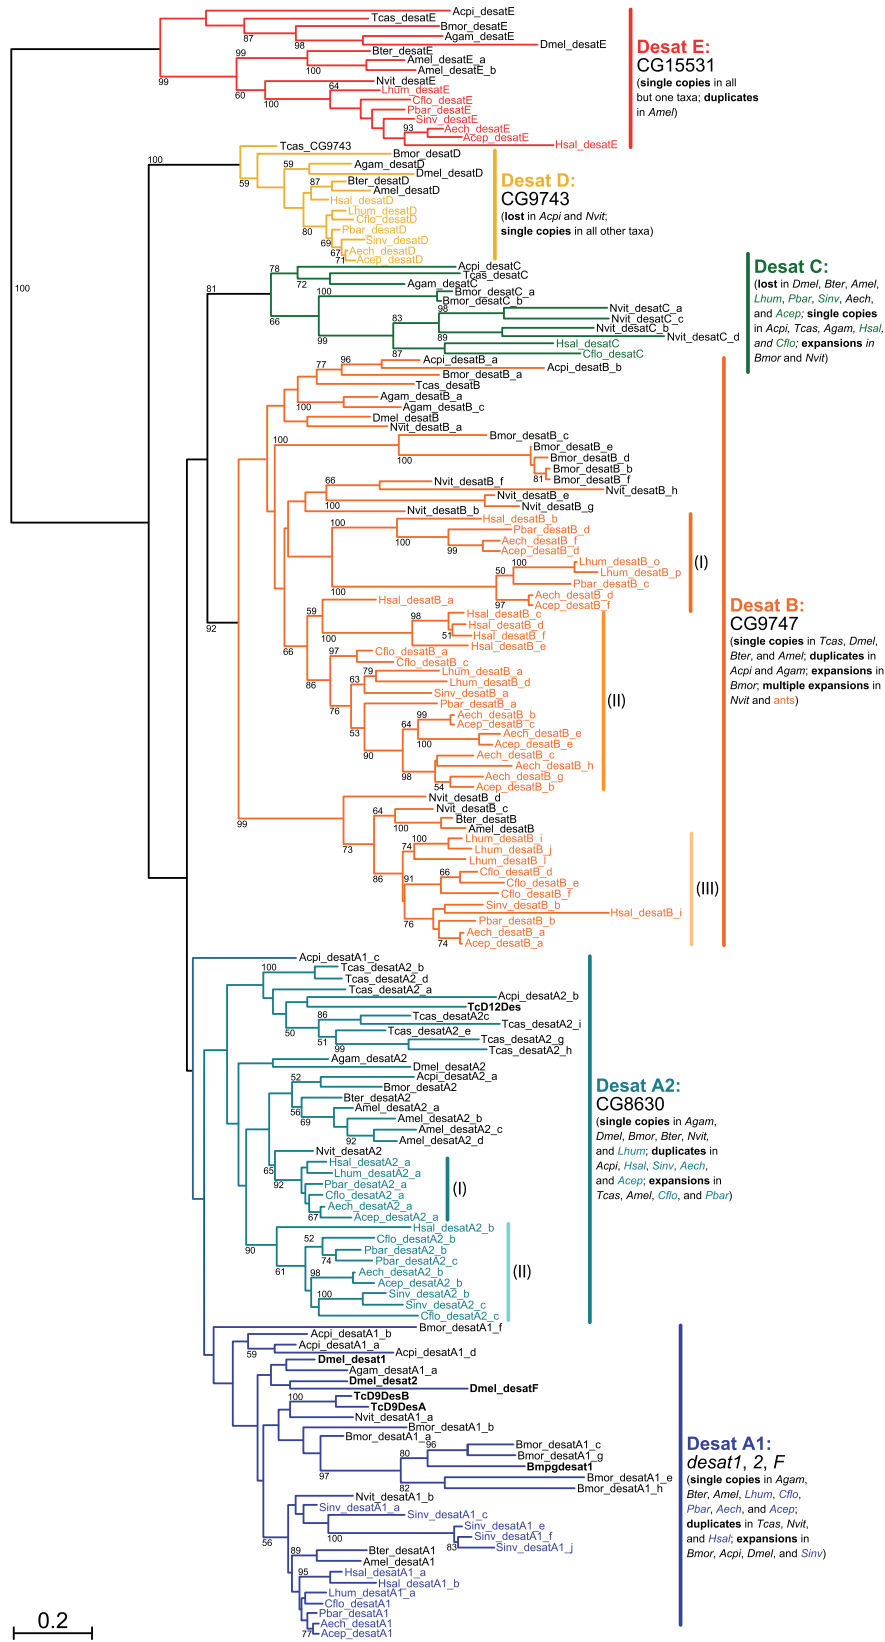 Acpi_desatE
Tcas_desatE
Bmor_desatE
87
Agam_desatE
98
Dmel_desatE
Bter_desatE
99
Amel_desatE_a
100
Amel_desatE_b
99
Nvit_desatE
64
Lhum_desatE
60
100
Cflo_desatE
Pbar_desatE
Sinv_desatE
93
Aech_desatE
Acep_desatE
Hsal_desatE
Desat E:
CG15531
(single copies in all
but one taxa; duplicates
in Amel)
Tcas_CG9743
Bmor_desatD
100
59
Agam_desatD
Dmel_desatD
59
87
Bter_desatD
Amel_desatD
Hsal_desatD
Lhum_desatD
Cflo_desatD
80
Pbar_desatD
69
Sinv_desatD
67
Aech_desatD
71
Acep_desatD
Desat D:
CG9743
(lost in Acpi and Nvit;
single copies in all other taxa)
100
78
Acpi_desatC
Tcas_desatC
72
Agam_desatC
81
100
Bmor_desatC_a
Bmor_desatC_b
66
98
Nvit_desatC_a
Nvit_desatC_c
83
Nvit_desatC_b
99
89
Nvit_desatC_d
Hsal_desatC
87
Cflo_desatC
Desat C:
(lost in Dmel, Bter, Amel,
Lhum, Pbar, Sinv, Aech,
and Acep; single copies
in Acpi, Tcas, Agam, Hsal,
and Cflo; expansions in
Bmor and Nvit)
77
96
Acpi_desatB_a
Acpi_desatB_b
Bmor_desatB_a
Tcas_desatB
Agam_desatB_a
100
Agam_desatB_c
Dmel_desatB
Nvit_desatB_a
100
Bmor_desatB_c
Bmor_desatB_e
100
Bmor_desatB_d
Bmor_desatB_b
81
Bmor_desatB_f
66
Nvit_desatB_f
Nvit_desatB_h
Nvit_desatB_e
100
Nvit_desatB_g
Nvit_desatB_b
100
Hsal_desatB_b
Pbar_desatB_d
100
Aech_desatB_f
99
Acep_desatB_d
100
Lhum_desatB_o
50
Lhum_desatB_p
Pbar_desatB_c
100
Aech_desatB_d
97
Acep_desatB_f
(I)
Hsal_desatB_a
59
98
Hsal_desatB_c
Hsal_desatB_d
92
100
51
Hsal_desatB_f
66
Hsal_desatB_e
97
Cflo_desatB_a
Cflo_desatB_c
79
Lhum_desatB_a
86
63
Lhum_desatB_d
Sinv_desatB_a
76
Pbar_desatB_a
99
Aech_desatB_b
64
Acep_desatB_c
53
Aech_desatB_e
100
Acep_desatB_e
90
Aech_desatB_c
Aech_desatB_h
98
Aech_desatB_g
54
Acep_desatB_b
(II)
Nvit_desatB_d
64
Nvit_desatB_c
99
Bter_desatB
100
Amel_desatB
100
Lhum_desatB_i
73
74
Lhum_desatB_j
Lhum_desatB_l
66
Cflo_desatB_d
86
91
Cflo_desatB_e
Cflo_desatB_f
Sinv_desatB_b
Hsal_desatB_i
76
Pbar_desatB_b
Aech_desatB_a
74
Acep_desatB_a
(III)
Desat B:
CG9747
(single copies in Tcas, Dmel,
Bter, and Amel; duplicates in
Acpi and Agam; expansions in
Bmor; multiple expansions in
Nvit and ants)
Acpi_desatA1_c
100
Tcas_desatA2_b
Tcas_desatA2_d
Tcas_desatA2_a
Acpi_desatA2_b
TcD12Des
86
Tcas_desatA2c
Tcas_desatA2_i
50
Tcas_desatA2_e
51
Tcas_desatA2_g
99
Tcas_desatA2_h
Agam_desatA2
Dmel_desatA2
52
Acpi_desatA2_a
Bmor_desatA2
Bter_desatA2
56
Amel_desatA2_a
69
Amel_desatA2_b
Amel_desatA2_c
92
Amel_desatA2_d
Nvit_desatA2
Hsal_desatA2_a
65
Lhum_desatA2_a
92
Pbar_desatA2_a
Cflo_desatA2_a
Aech_desatA2_a
67
Acep_desatA2_a
(I)
Hsal_desatA2_b
52
Cflo_desatA2_b
90
Pbar_desatA2_b
74
Pbar_desatA2_c
61
98
Aech_desatA2_b
Acep_desatA2_b
100
Sinv_desatA2_b
Sinv_desatA2_c
Cflo_desatA2_c
(II)
Desat A2:
CG8630
(single copies in Agam,
Dmel, Bmor, Bter, Nvit,
and Lhum; duplicates in
Acpi, Hsal, Sinv, Aech,
and Acep; expansions in
Tcas, Amel, Cflo, and Pbar)
Bmor_desatA1_f
Acpi_desatA1_b
Acpi_desatA1_a
59
Acpi_desatA1_d
Dmel_desat1
Agam_desatA1_a
Dmel_desat2
Dmel_desatF
100
TcD9DesB
TcD9DesA
Nvit_desatA1_a
Bmor_desatA1_b
Bmor_desatA1_a
96
Bmor_desatA1_c
80
Bmor_desatA1_g
Bmpgdesat1
97
Bmor_desatA1_e
82
Bmor_desatA1_h
Nvit_desatA1_b
Sinv_desatA1_a
Sinv_desatA1_c
Sinv_desatA1_e
100
Sinv_desatA1_f
56
83
Sinv_desatA1_j
89
Bter_desatA1
Amel_desatA1
95
Hsal_desatA1_a
Hsal_desatA1_b
Lhum_desatA1_a
Cflo_desatA1
Pbar_desatA1
Aech_desatA1
77
Acep_desatA1
Desat A1:
desat1, 2, F
(single copies in Agam,
Bter, Amel, Lhum, Cflo,
Pbar, Aech, and Acep;
duplicates in Tcas, Nvit,
and Hsal; expansions in
Bmor, Acpi, Dmel, and Sinv)
0.2